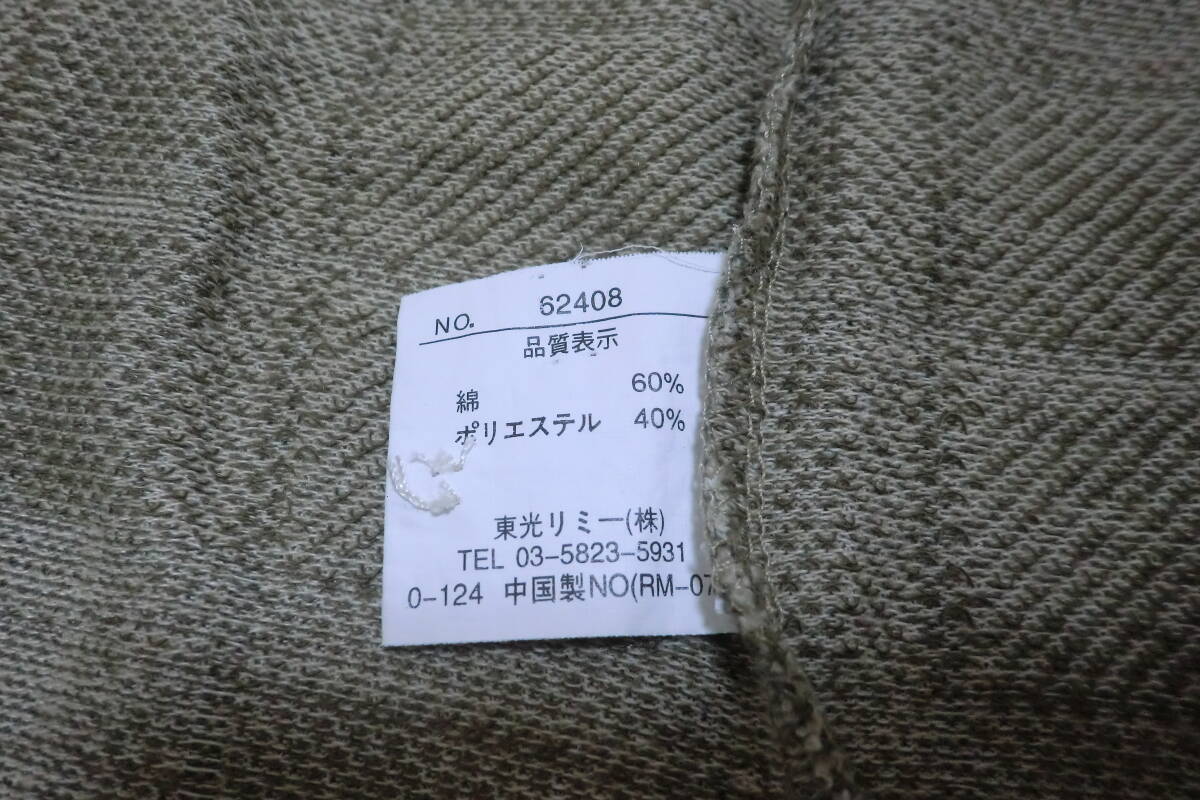 NO. 62408
品質表示
綿 60%
ポリエステル 40%
東光リミー(株)
TEL 03-5823-5931
0-124 中国製NO(RM-07